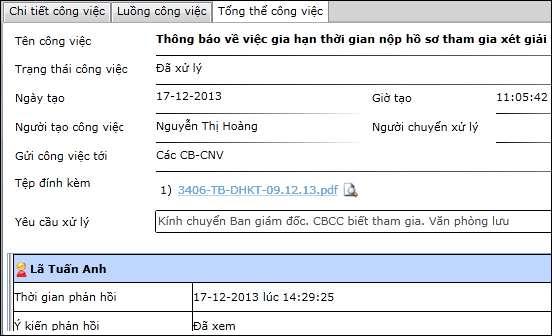 Chi tiết công việc Luồng công việc Tổng thể công việc
Tên công việc Thông báo về việc gia hạn thời gian nộp hồ sơ tham gia xét giải t
Trạng thái công việc Đã xử lý
Ngày tạo 17-12-2013 Giờ tạo 11:05:42
Người tạo công việc Nguyễn Thị Hoàng Người chuyển xử lý
Gửi công việc tới Các CB-CNV
Tệp đính kèm 1) 3406-TB-DHKT-09.12.13.pdf
Yêu cầu xử lý Kính chuyển Ban giám đốc. CBCC biết tham gia. Văn phòng lưu
Lã Tuấn Anh
Thời gian phản hồi 17-12-2013 lúc 14:29:25
Ý kiến phản hồi Đã xem